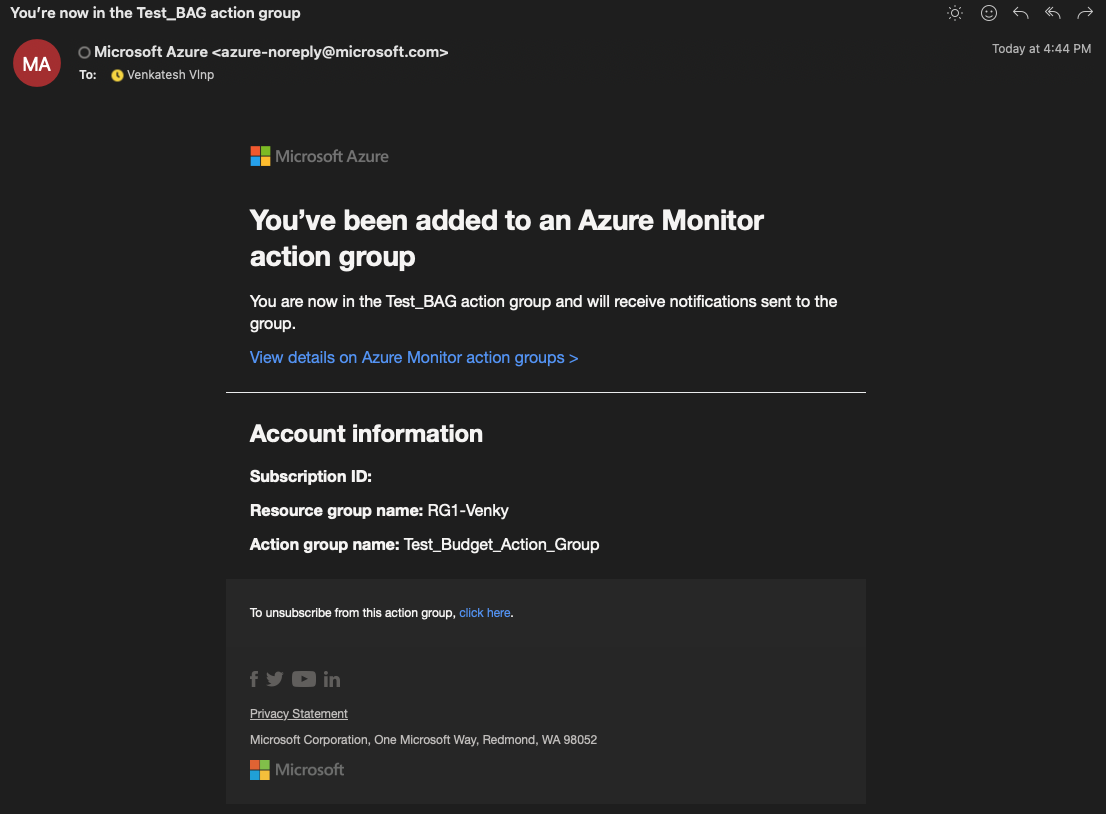 You're now in the Test_BAG action group
MA
Microsoft Azure <azure-noreply@microsoft.com>
Today at 4:44 PM
To: Venkatesh Vlnp
Microsoft Azure
You've been added to an Azure Monitor
action group
You are now in the Test_BAG action group and will receive notifications sent to the
group.
View details on Azure Monitor action groups >
Account information
Subscription ID:
Resource group name: RG1-Venky
Action group name: Test_Budget_Action_Group
To unsubscribe from this action group, click here.
Privacy Statement
Microsoft Corporation, One Microsoft Way, Redmond, WA 98052
Microsoft